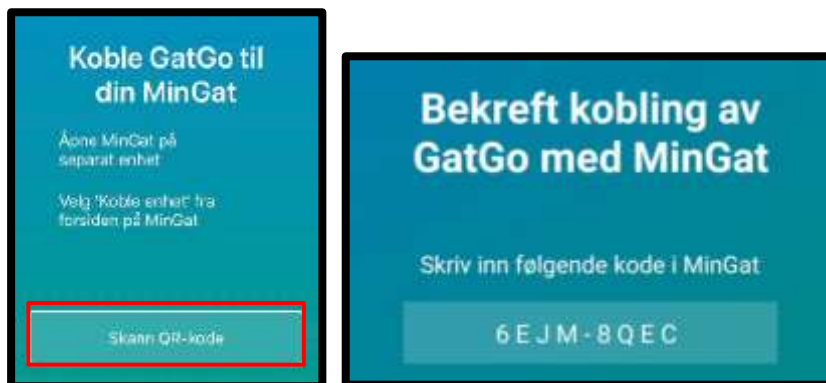 Koble GatGo til
din MinGat
Åpne MinGat på
separat enhet
Velg 'Koble enhet' fra
forsiden på MinGat
Skann QR-kode
Bekreft kobling av
GatGo med MinGat
Skriv inn følgende kode i MinGat
6EJM-8QEC